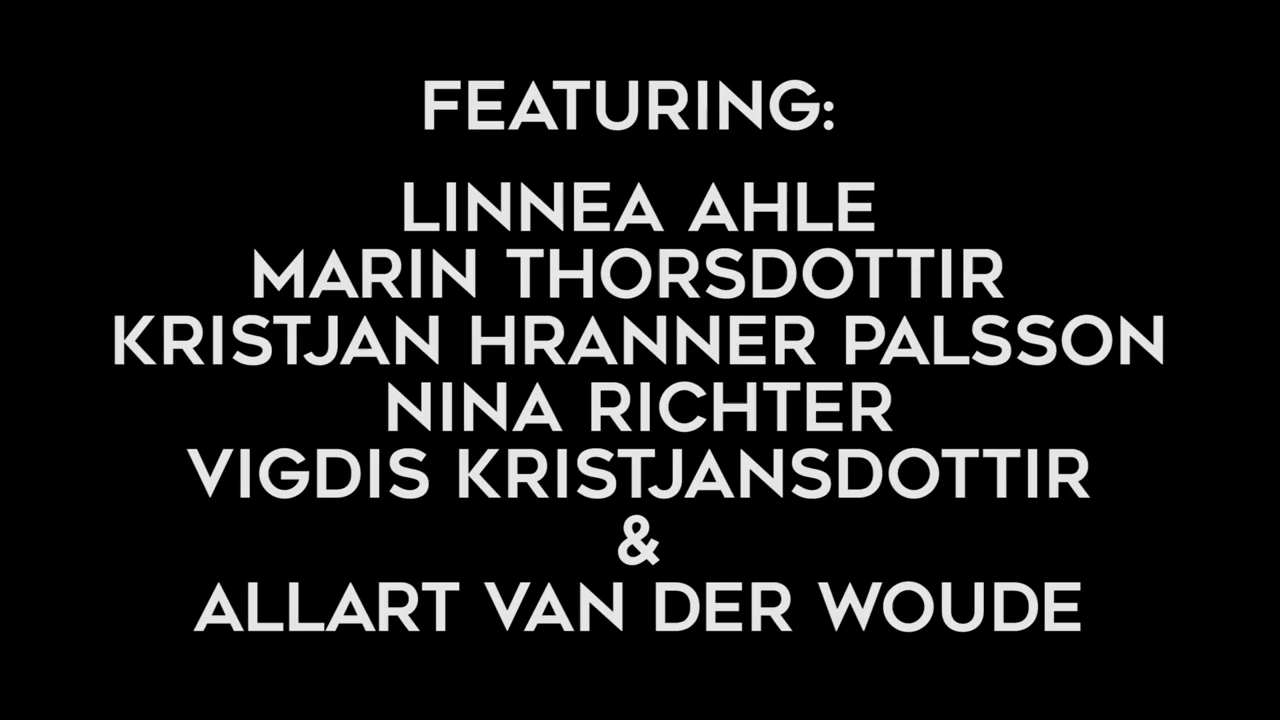 FEATURING:
LINNEA AHLE
MARIN THORSDOTTIR
KRISTJAN HRANNER PALSSON
NINA RICHTER
VIGDIS KRISTJANSDOTTIR
&
ALLART VAN DER WOUDE